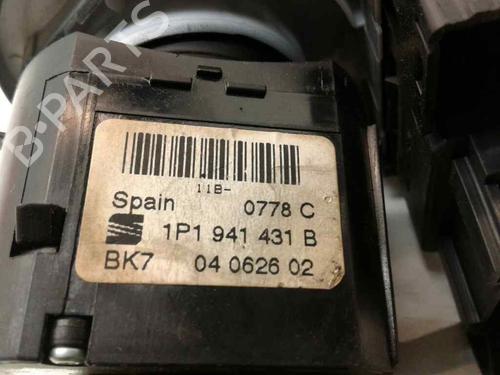 B-PARTS
11B-
Spain 0778 C
1P1 941 431 B
BK7 04 0626 02